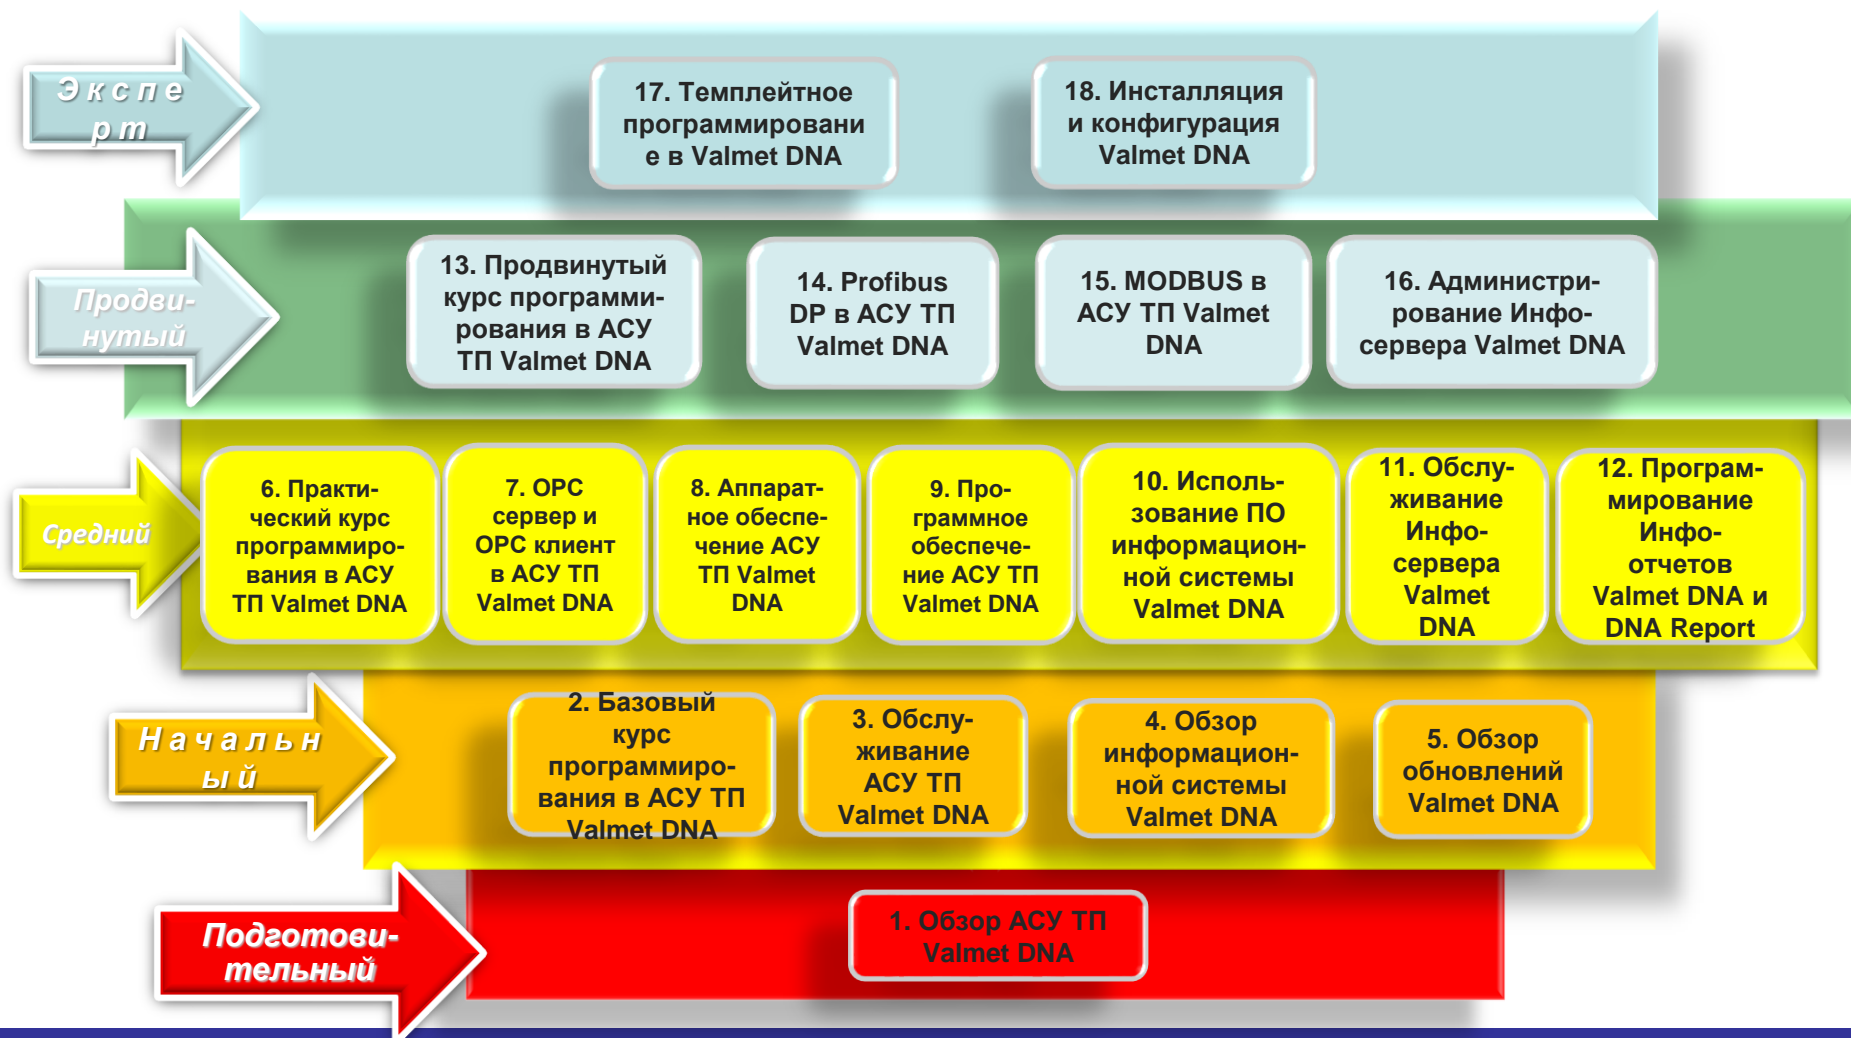 Э к с п е
р т
17. Темплейтное
программировани
е в Valmet DNA
18. Инсталляция
и конфигурация
Valmet DNA
Продви-
нутый
13. Продвинутый
курс программи-
рования в АСУ
ТП Valmet DNA
14. Profibus
DP в АСУ ТП
Valmet DNA
15. MODBUS в
АСУ ТП Valmet
DNA
16. Администри-
рование Инфо-
сервера Valmet DNA
Средний
6. Практи-
ческий курс
программиро-
вания в АСУ
ТП Valmet DNA
7. OPC
сервер и
OPC клиент
в АСУ ТП
Valmet DNA
8. Аппарат-
ное обеспе-
чение АСУ
ТП Valmet
DNA
9. Про-
граммное
обеспече-
ние АСУ ТП
Valmet DNA
10. Исполь-
зование ПО
информацион-
ной системы
Valmet DNA
11. Обслу-
живание
Инфо-
сервера
Valmet
DNA
12. Програм-
мирование
Инфо-
отчетов
Valmet DNA и
DNA Report
Н а ч а л ь н
ы й
2. Базовый
курс
программиро-
вания в АСУ ТП
Valmet DNA
3. Обслу-
живание
АСУ ТП
Valmet DNA
4. Обзор
информацион-
ной системы
Valmet DNA
5. Обзор
обновлений
Valmet DNA
Подготови-
тельный
1. Обзор АСУ ТП
Valmet DNA